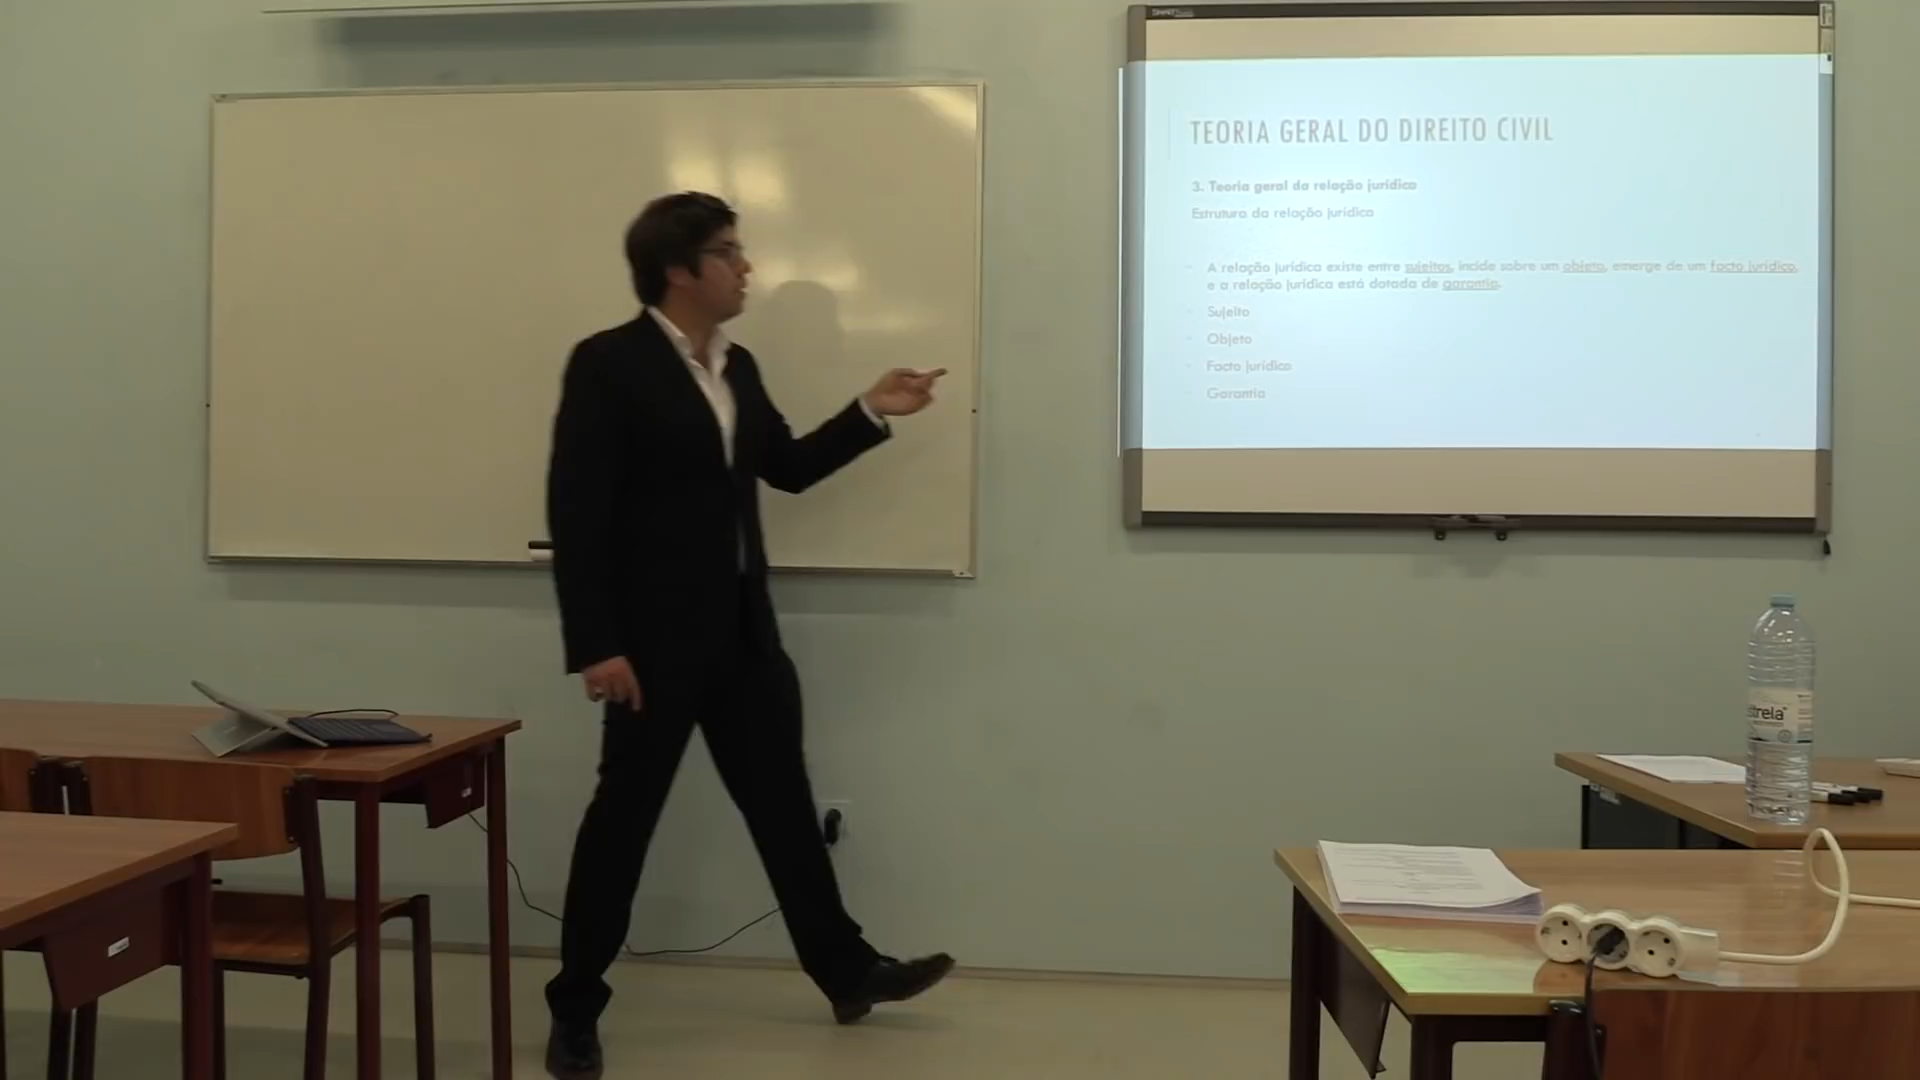 SMART
TEORIA GERAL DO DIREITO CIVIL
3. Teoria geral da relação jurídica
Estrutura da relação jurídica
- A relação jurídica existe entre sujeitos, incide sobre um objeto, emerge de um facto jurídico,
e a relação jurídica está dotada de garantia.
- Sujeito
- Objeto
- Facto jurídico
- Garantia
strela